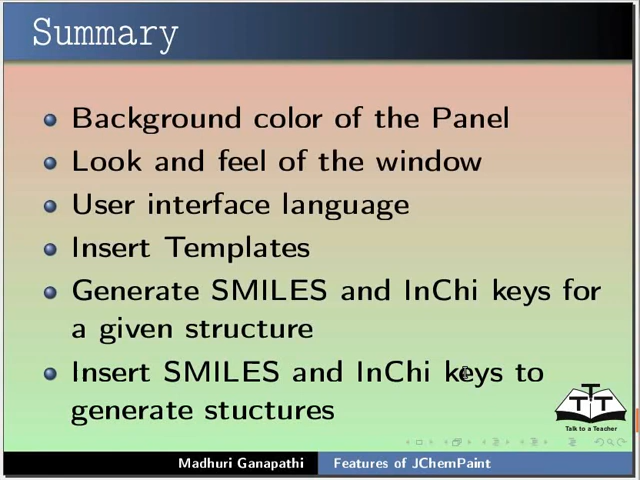 Summary
Background color of the Panel
Look and feel of the window
User interface language
Insert Templates
Generate SMILES and InChi keys for
a given structure
Insert SMILES and InChi keys to
generate stuctures
TTT
Talk to a Teacher
Madhuri Ganapathi
Features of JChemPaint